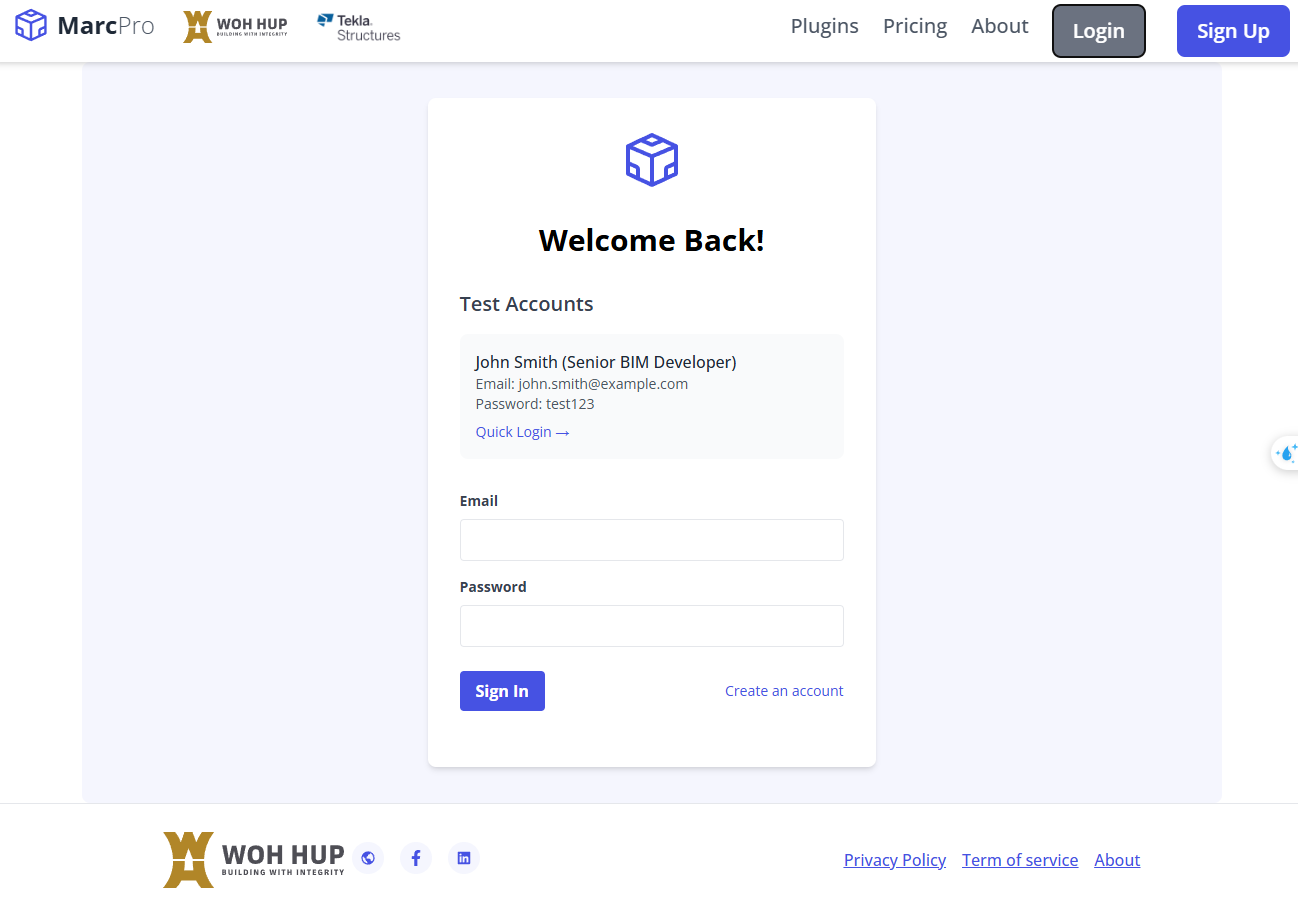 MarcPro
WOH HUP
BUILDING WITH INTEGRITY
Tekla
Structures
Plugins
Pricing
About
Login
Sign Up
Welcome Back!
Test Accounts
John Smith (Senior BIM Developer)
Email: john.smith@example.com
Password: test123
Quick Login →
Email
Password
Sign In
Create an account
WOH HUP
BUILDING WITH INTEGRITY
Privacy Policy
Term of service
About